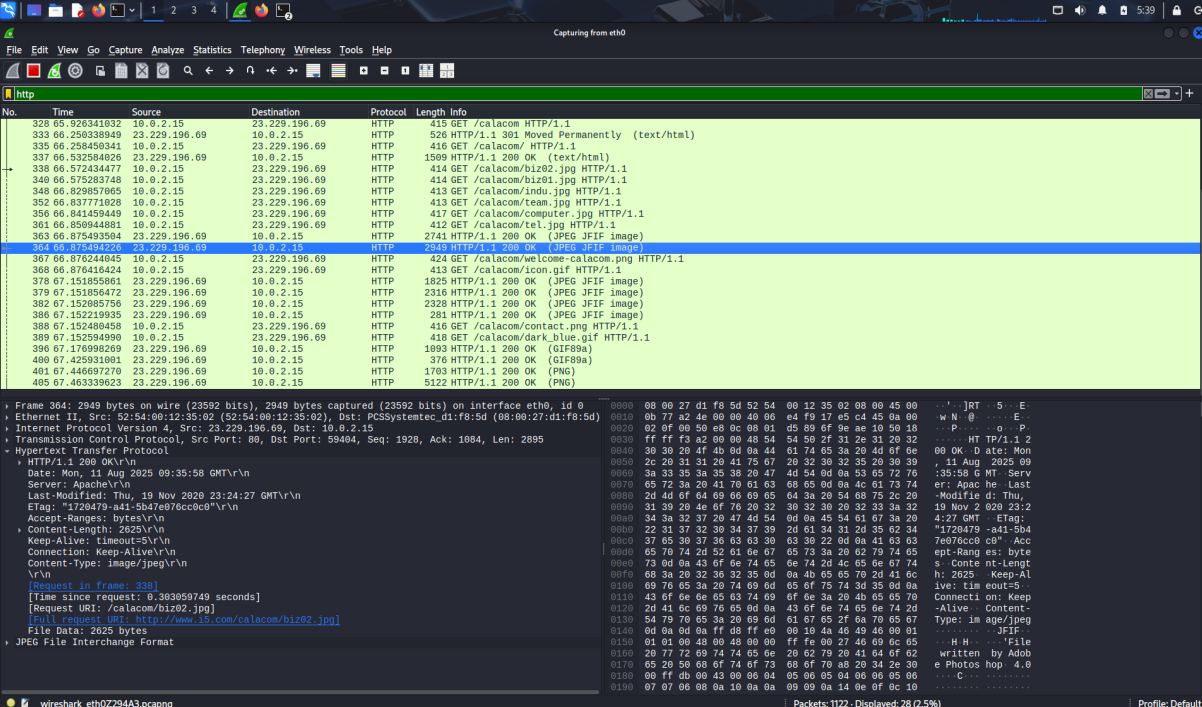 1 2 3 4 5:39
Capturing from eth0
File Edit View Go Capture Analyze Statistics Telephony Wireless Tools Help
http
No. Time Source Destination Protocol Length Info
328 65.926341032 10.0.2.15 23.229.196.69 HTTP 415 GET /calacom HTTP/1.1
333 66.250338949 23.229.196.69 10.0.2.15 HTTP 526 HTTP/1.1 301 Moved Permanently (text/html)
335 66.258450341 10.0.2.15 23.229.196.69 HTTP 416 GET /calacom/ HTTP/1.1
337 66.532584026 23.229.196.69 10.0.2.15 HTTP 1509 HTTP/1.1 200 OK (text/html)
338 66.572434477 10.0.2.15 23.229.196.69 HTTP 414 GET /calacom/biz02.jpg HTTP/1.1
340 66.575283748 10.0.2.15 23.229.196.69 HTTP 414 GET /calacom/biz01.jpg HTTP/1.1
348 66.829857065 10.0.2.15 23.229.196.69 HTTP 413 GET /calacom/indu.jpg HTTP/1.1
352 66.837771028 10.0.2.15 23.229.196.69 HTTP 413 GET /calacom/team.jpg HTTP/1.1
356 66.841459449 10.0.2.15 23.229.196.69 HTTP 417 GET /calacom/computer.jpg HTTP/1.1
361 66.850944881 10.0.2.15 23.229.196.69 HTTP 412 GET /calacom/tel.jpg HTTP/1.1
363 66.875493504 23.229.196.69 10.0.2.15 HTTP 2741 HTTP/1.1 200 OK (JPEG JFIF image)
364 66.875494226 23.229.196.69 10.0.2.15 HTTP 2949 HTTP/1.1 200 OK (JPEG JFIF image)
367 66.876244045 10.0.2.15 23.229.196.69 HTTP 424 GET /calacom/welcome-calacom.png HTTP/1.1
368 66.876416424 10.0.2.15 23.229.196.69 HTTP 413 GET /calacom/icon.gif HTTP/1.1
378 67.151855861 23.229.196.69 10.0.2.15 HTTP 1825 HTTP/1.1 200 OK (JPEG JFIF image)
379 67.151856472 23.229.196.69 10.0.2.15 HTTP 2316 HTTP/1.1 200 OK (JPEG JFIF image)
382 67.152085756 23.229.196.69 10.0.2.15 HTTP 2328 HTTP/1.1 200 OK (JPEG JFIF image)
386 67.152219935 23.229.196.69 10.0.2.15 HTTP 281 HTTP/1.1 200 OK (JPEG JFIF image)
388 67.152480458 10.0.2.15 23.229.196.69 HTTP 416 GET /calacom/contact.png HTTP/1.1
389 67.152594990 10.0.2.15 23.229.196.69 HTTP 418 GET /calacom/dark_blue.gif HTTP/1.1
396 67.176998269 23.229.196.69 10.0.2.15 HTTP 1093 HTTP/1.1 200 OK (GIF89a)
400 67.425931001 23.229.196.69 10.0.2.15 HTTP 376 HTTP/1.1 200 OK (GIF89a)
401 67.446697270 23.229.196.69 10.0.2.15 HTTP 1703 HTTP/1.1 200 OK (PNG)
405 67.463339623 23.229.196.69 10.0.2.15 HTTP 5122 HTTP/1.1 200 OK (PNG)
Frame 364: 2949 bytes on wire (23592 bits), 2949 bytes captured (23592 bits) on interface eth0, id 0
Ethernet II, Src: 52:54:00:12:35:02 (52:54:00:12:35:02), Dst: PCSSystemtec_d1:f8:5d (08:00:27:d1:f8:5d)
Internet Protocol Version 4, Src: 23.229.196.69, Dst: 10.0.2.15
Transmission Control Protocol, Src Port: 80, Dst Port: 59404, Seq: 1928, Ack: 1084, Len: 2895
Hypertext Transfer Protocol
HTTP/1.1 200 OK\r\n
Date: Mon, 11 Aug 2025 09:35:58 GMT\r\n
Server: Apache\r\n
Last-Modified: Thu, 19 Nov 2020 23:24:27 GMT\r\n
ETag: "1720479-a41-5b47e076cc0c0"\r\n
Accept-Ranges: bytes\r\n
Content-Length: 2625\r\n
Keep-Alive: timeout=5\r\n
Connection: Keep-Alive\r\n
Content-Type: image/jpeg\r\n
\r\n
[Request in frame: 338]
[Time since request: 0.303059749 seconds]
[Request URI: /calacom/biz02.jpg]
[Full request URI: http://www.i5.com/calacom/biz02.jpg]
File Data: 2625 bytes
JPEG File Interchange Format
0000 08 00 27 d1 f8 5d 52 54 00 12 35 02 08 00 45 00 ··'··]RT ··5···E·
0010 0b 77 a2 4e 00 00 40 06 e4 f9 17 e5 c4 45 0a 00
0020 02 0f 00 50 e8 0c 08 01 d5 89 6f 9e ae 10 50 18
0030 ff ff f3 a2 00 00 48 54 54 50 2f 31 2e 31 20 32 ······HT TP/1.1 2
0040 30 30 20 4f 4b 0d 0a 44 61 74 65 3a 20 4d 6f 6e 00 OK··D ate: Mon
0050 2c 20 31 31 20 41 75 67 20 32 30 32 35 20 30 39 , 11 Aug 2025 09
0060 3a 33 35 3a 35 38 20 47 4d 54 0d 0a 53 65 72 76 :35:58 G MT··Serv
0070 65 72 3a 20 41 70 61 63 68 65 0d 0a 4c 61 73 74 er: Apac he··Last
0080 2d 4d 6f 64 69 66 69 65 64 3a 20 54 68 75 2c 20 -Modifie d: Thu,
0090 31 39 20 4e 6f 76 20 32 30 32 30 20 32 33 3a 32 19 Nov 2 020 23:2
00a0 34 3a 32 37 20 47 4d 54 0d 0a 45 54 61 67 3a 20 4:27 GMT ··ETag:
00b0 22 31 37 32 30 34 37 39 2d 61 34 31 2d 35 62 34 "1720479 -a41-5b4
00c0 37 65 30 37 36 63 63 30 63 30 22 0d 0a 41 63 63 7e076cc0 c0"··Acc
00d0 65 70 74 2d 52 61 6e 67 65 73 3a 20 62 79 74 65 ept-Rang es: byte
00e0 73 0d 0a 43 6f 6e 74 65 6e 74 2d 4c 65 6e 67 74 s··Conte nt-Lengt
00f0 68 3a 20 32 36 32 35 0d 0a 4b 65 65 70 2d 41 6c h: 2625· ·Keep-Al
0100 69 76 65 3a 20 74 69 6d 65 6f 75 74 3d 35 0d 0a ive: tim eout=5··
0110 43 6f 6e 6e 65 63 74 69 6f 6e 3a 20 4b 65 65 70 Connecti on: Keep
0120 2d 41 6c 69 76 65 0d 0a 43 6f 6e 74 65 6e 74 2d -Alive·· Content-
0130 54 79 70 65 3a 20 69 6d 61 67 65 2f 6a 70 65 67 Type: im age/jpeg
0140 0d 0a 0d 0a ff d8 ff e0 00 10 4a 46 49 46 00 01 ········ ··JFIF··
0150 01 01 00 48 00 48 00 00 ff fe 00 27 46 69 6c 65 ···H·H·· ···'File
0160 20 77 72 69 74 74 65 6e 20 62 79 20 41 64 6f 62 written by Adob
0170 65 20 50 68 6f 74 6f 73 68 6f 70 a8 20 34 2e 30 e Photos hop· 4.0
0180 00 ff db 00 43 00 06 04 05 06 05 04 06 06 05 06 ····C··· ········
0190 07 07 06 08 0a 10 0a 0a 09 09 0a 14 0e 0f 0c 10
wireshark_eth0Z294A3.pcapng Packets: 1122 · Displayed: 28 (2.5%) Profile: Default